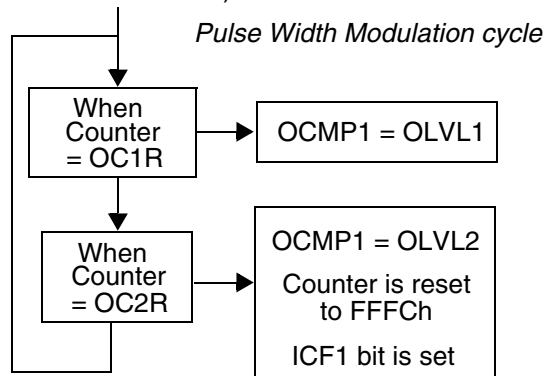 Pulse Width Modulation cycle
When
Counter
= OC1R
OCMP1 = OLVL1
When
Counter
= OC2R
OCMP1 = OLVL2
Counter is reset
to FFFCh
ICF1 bit is set